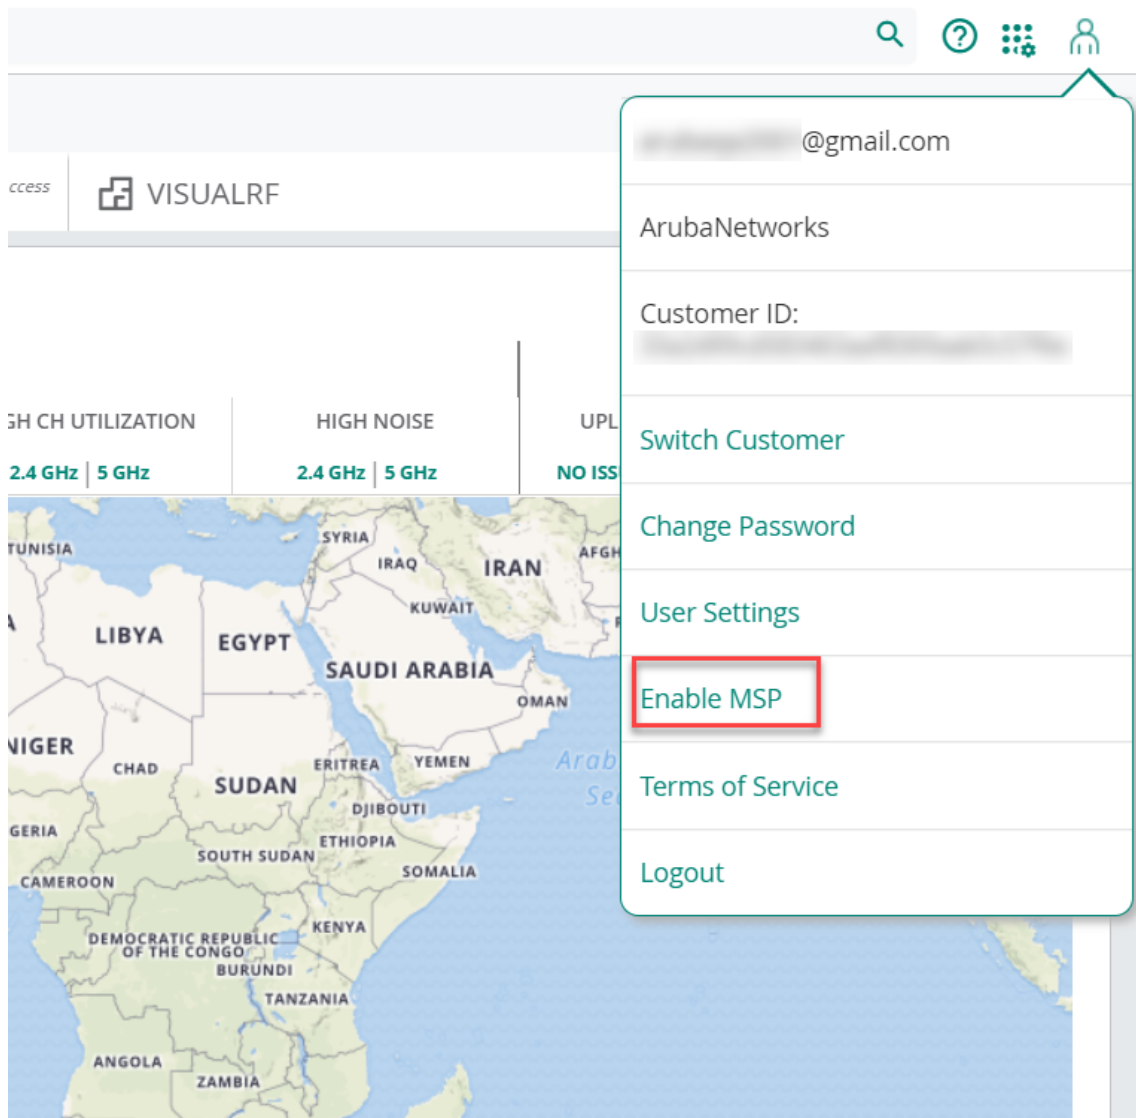 @gmail.com
ccess
VISUALRF
ArubaNetworks
Customer ID:
GH CH UTILIZATION
HIGH NOISE
UPL
2.4 GHz | 5 GHz
2.4 GHz | 5 GHz
NO ISS
Switch Customer
Change Password
User Settings
Enable MSP
Terms of Service
Logout
TUNISIA
SYRIA
IRAQ
IRAN
AFGH
KUWAIT
LIBYA
EGYPT
SAUDI ARABIA
OMAN
NIGER
CHAD
SUDAN
ERITREA
YEMEN
Arab
Se
DJIBOUTI
GERIA
ETHIOPIA
SOUTH SUDAN
SOMALIA
CAMEROON
KENYA
DEMOCRATIC REPUBLIC
OF THE CONGO
BURUNDI
TANZANIA
ANGOLA
ZAMBIA